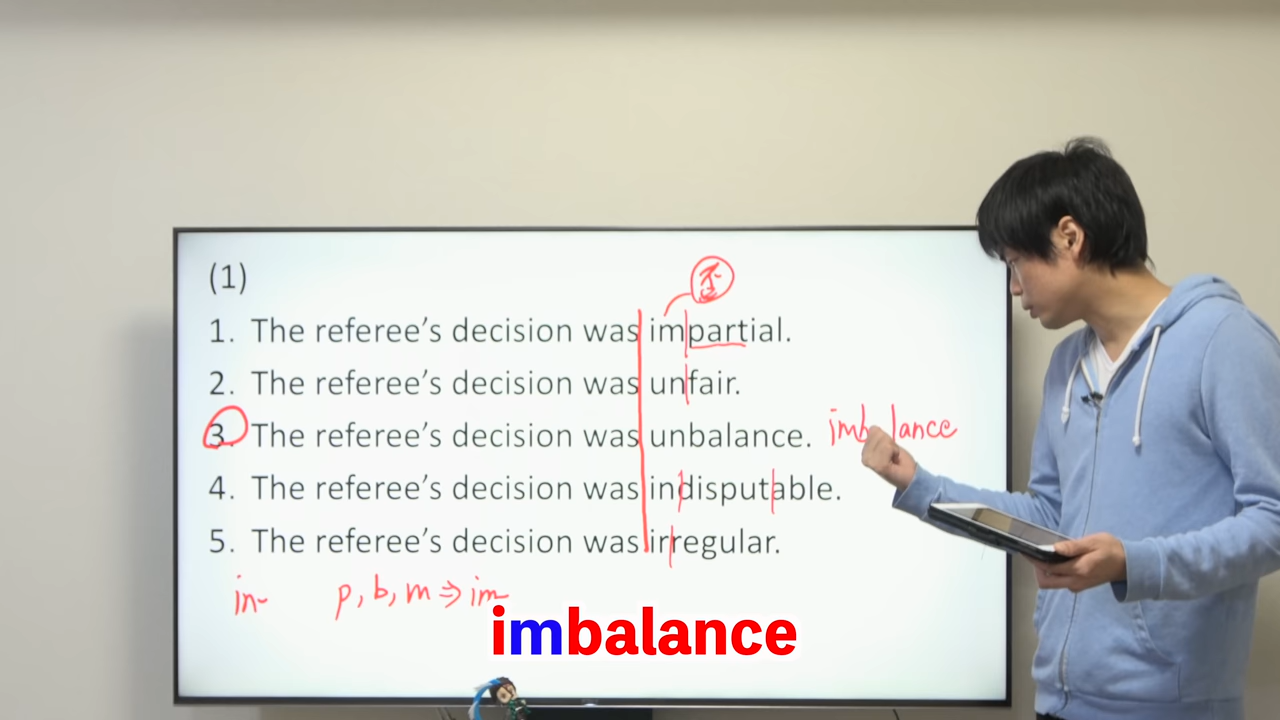 (1)
歪
1. The referee's decision was impartial.
2. The referee's decision was unfair.
3. The referee's decision was unbalance. imbalance
4. The referee's decision was indisputable.
5. The referee's decision was irregular.
in- p, b, m ⇒ im-
imbalance